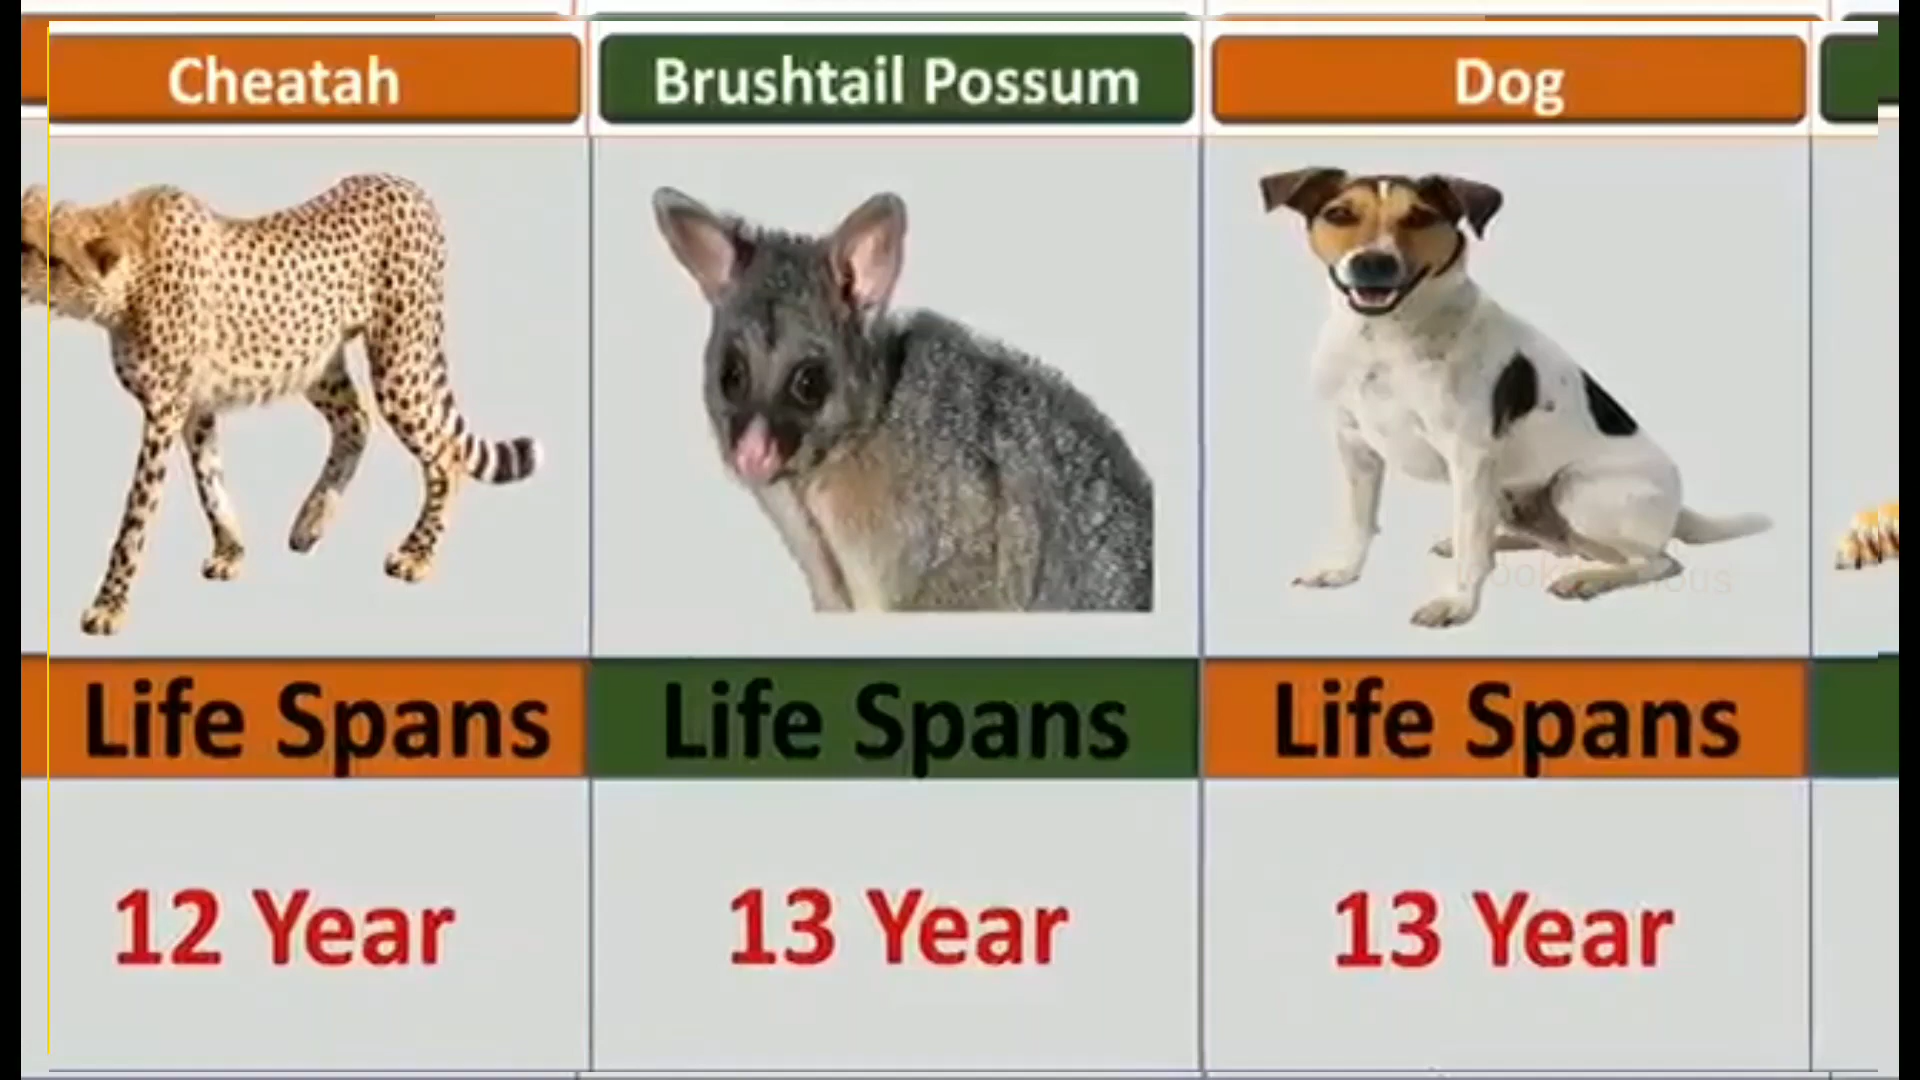 Cheatah
Brushtail Possum
Dog
Life Spans
Life Spans
Life Spans
12 Year
13 Year
13 Year